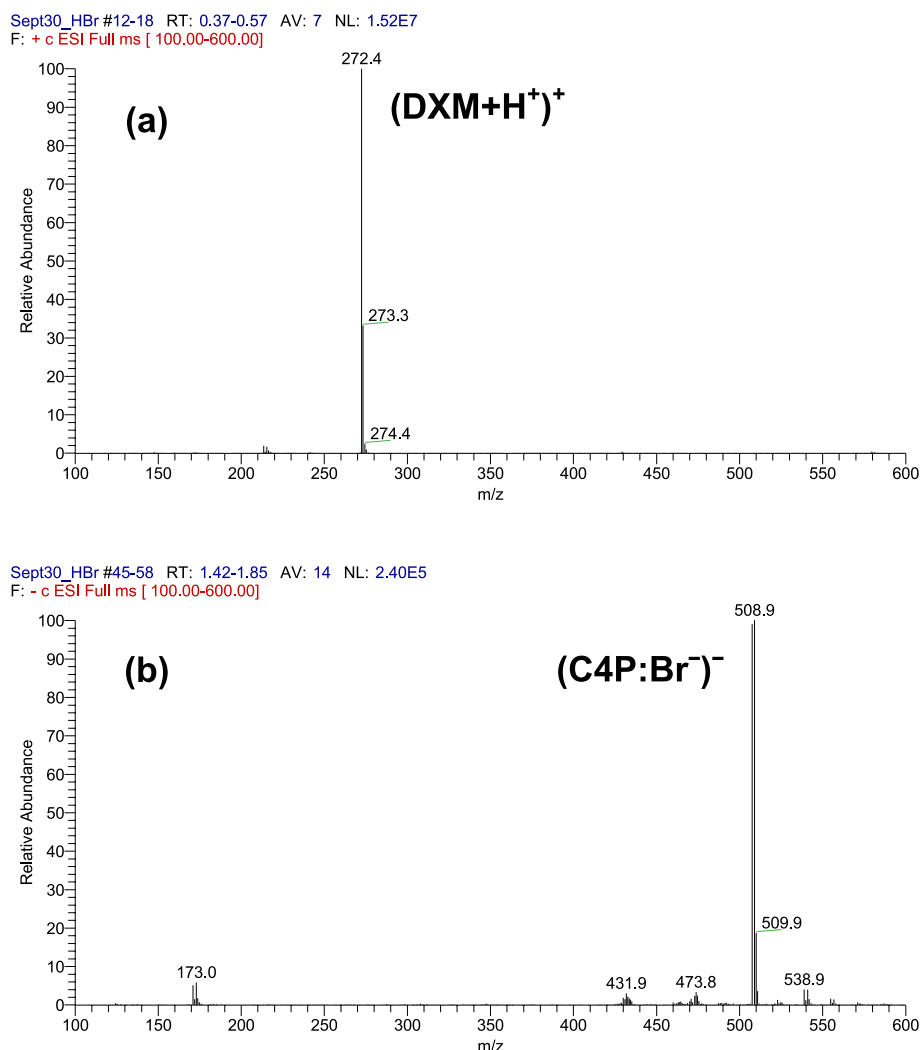 Sept30_HBr #12-18 RT: 0.37-0.57 AV: 7 NL: 1.52E7
F: + c ESI Full ms [ 100.00-600.00]
272.4
100
(a)
(DXM+H⁺)⁺
90
80
70
60
50
40
30
20
10
0
Relative Abundance
273.3
274.4
100 150 200 250 300 350 400 450 500 550 600
m/z
Sept30_HBr #45-58 RT: 1.42-1.85 AV: 14 NL: 2.40E5
F: - c ESI Full ms [ 100.00-600.00]
508.9
100
(b)
(C4P:Br⁻)⁻
90
80
70
60
50
40
30
20
10
0
Relative Abundance
509.9
173.0
431.9
473.8
538.9
100 150 200 250 300 350 400 450 500 550 600
m/z